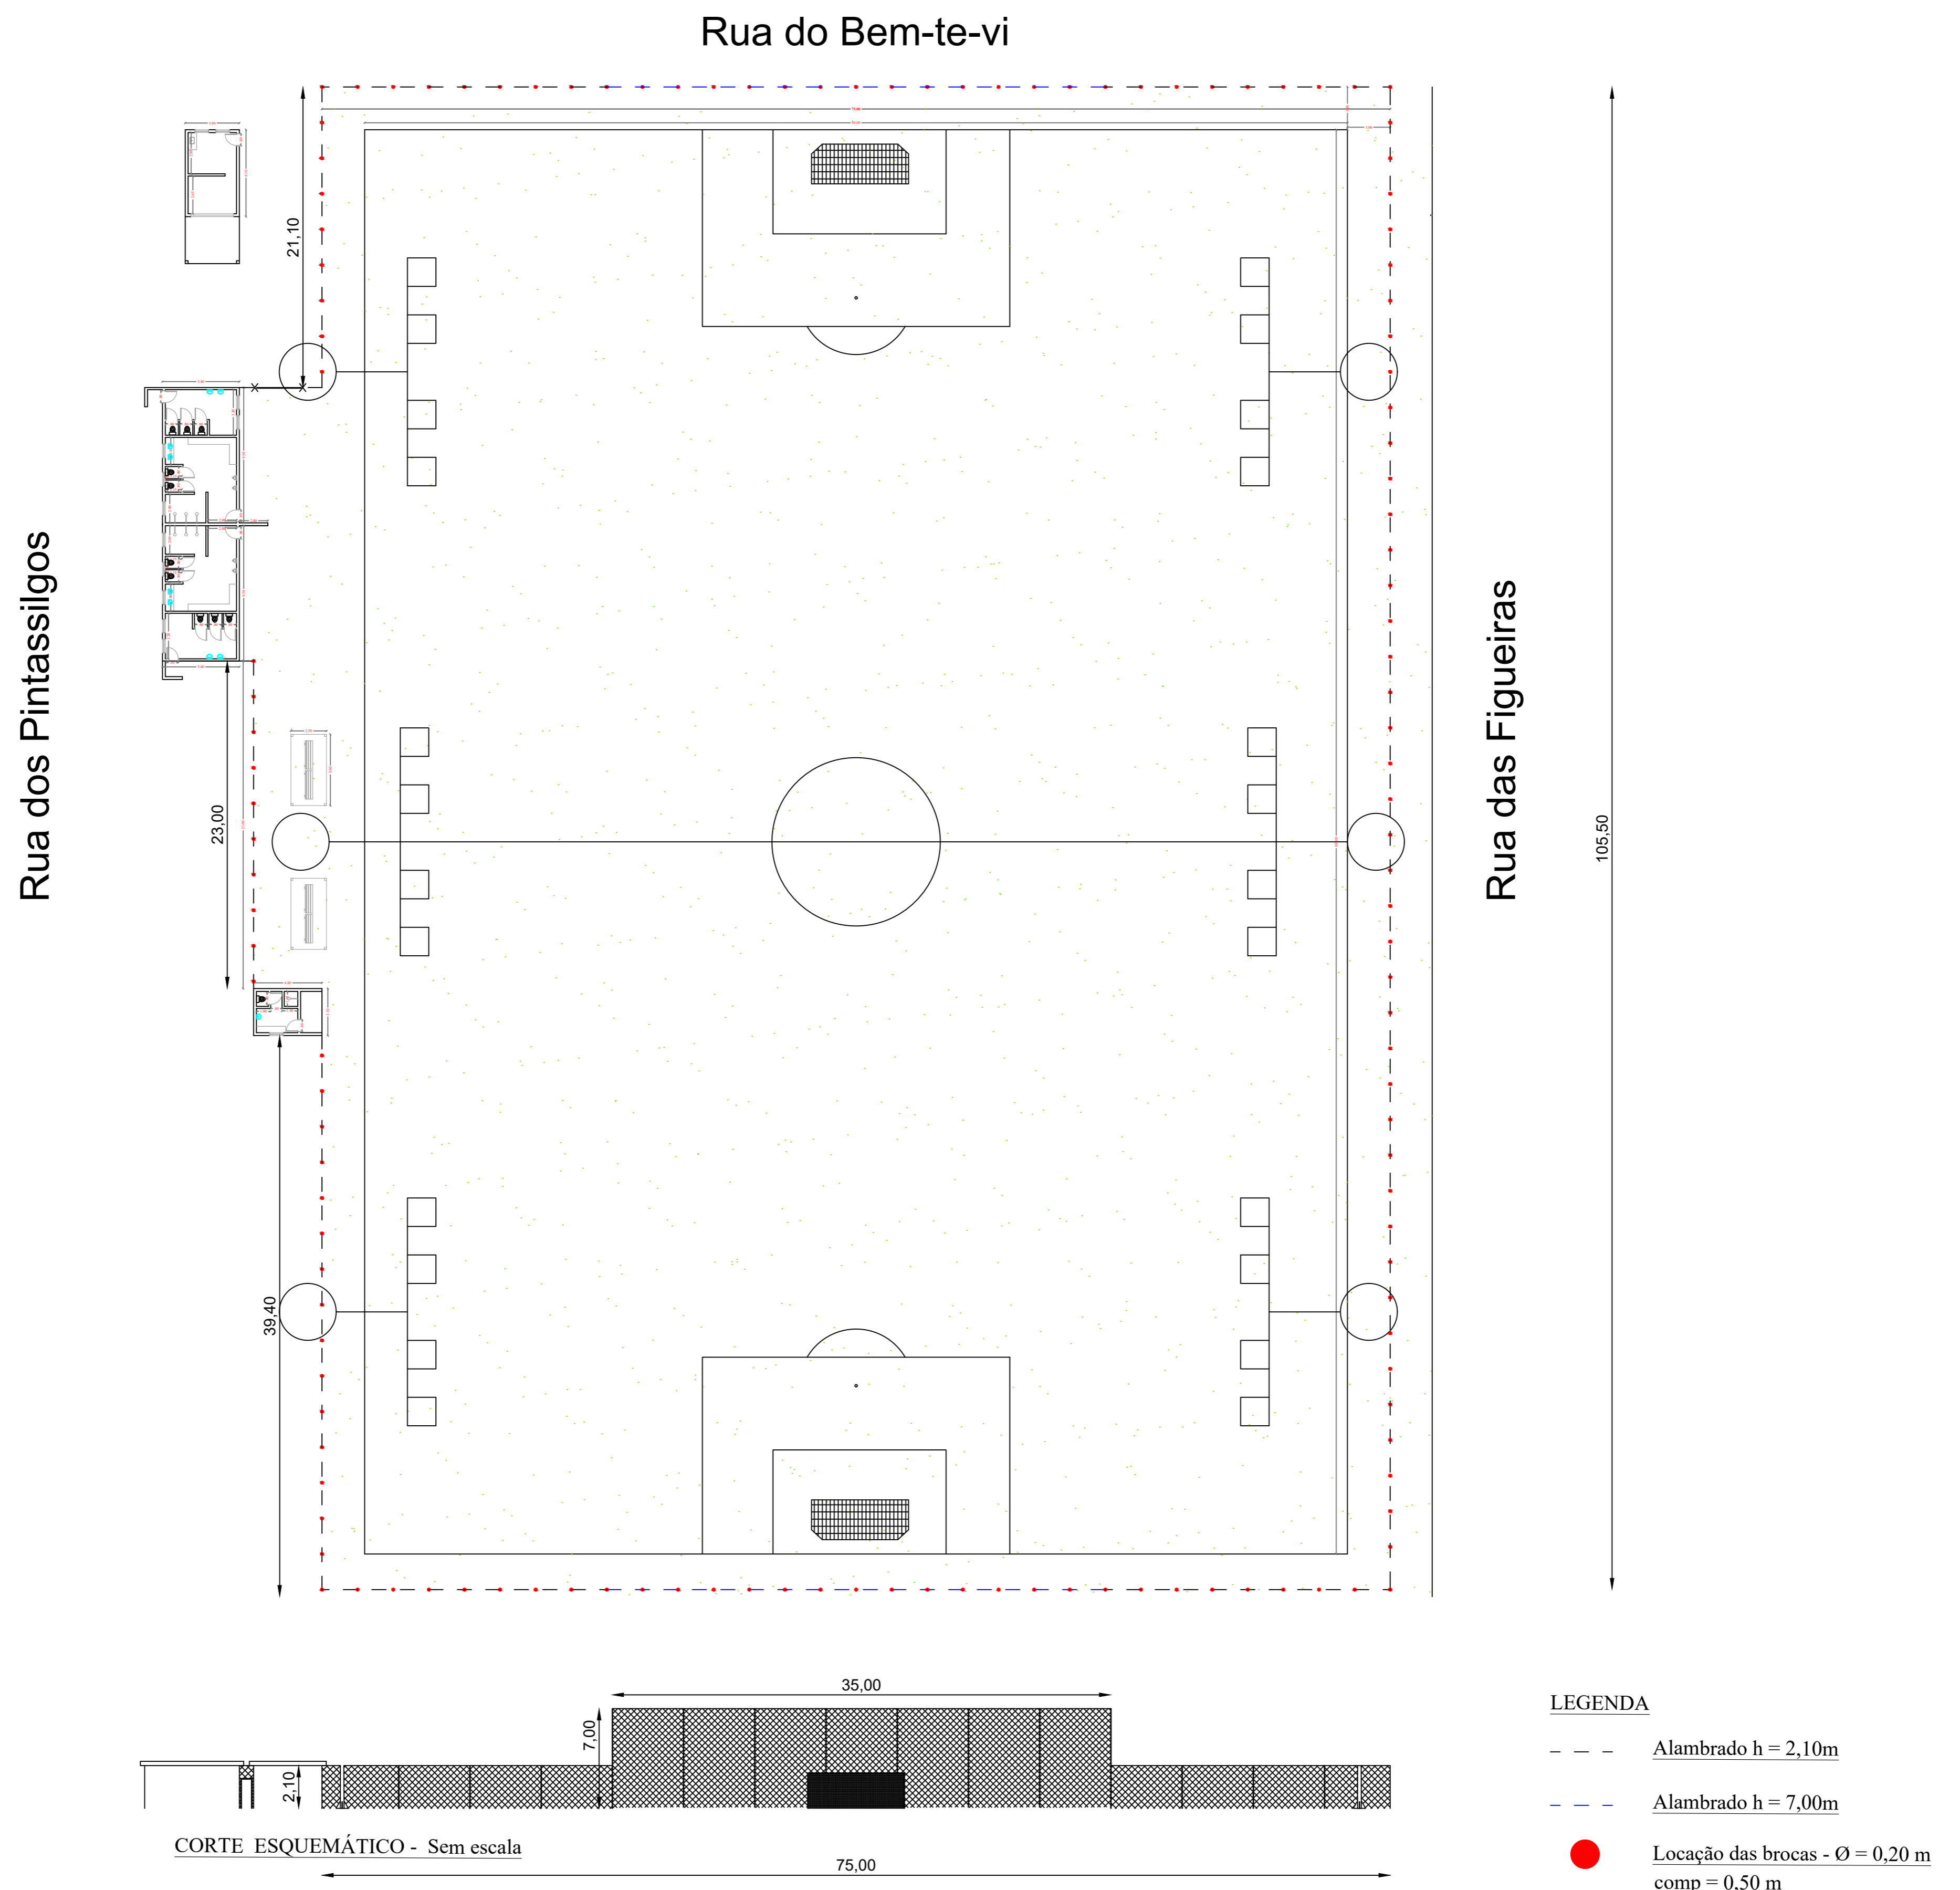 Rua do Bem-te-vi
21,10
Rua dos Pintassilgos
23,00
Rua das Figueiras
105,50
39,40
35,00
7,00
2,10
CORTE ESQUEMÁTICO - Sem escala
75,00
LEGENDA
Alambrado h = 2,10m
Alambrado h = 7,00m
Locação das brocas - Ø = 0,20 m
comp = 0,50 m